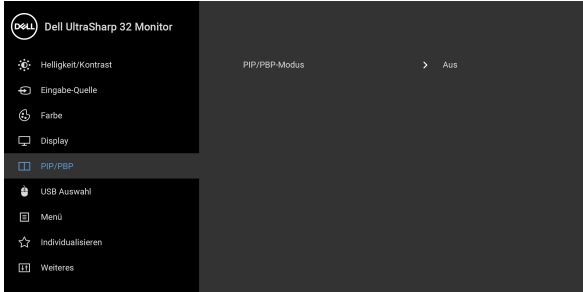 DELL Dell UltraSharp 32 Monitor
Helligkeit/Kontrast
PIP/PBP-Modus Aus
Eingabe-Quelle
Farbe
Display
PIP/PBP
USB Auswahl
Menü
Individualisieren
Weiteres